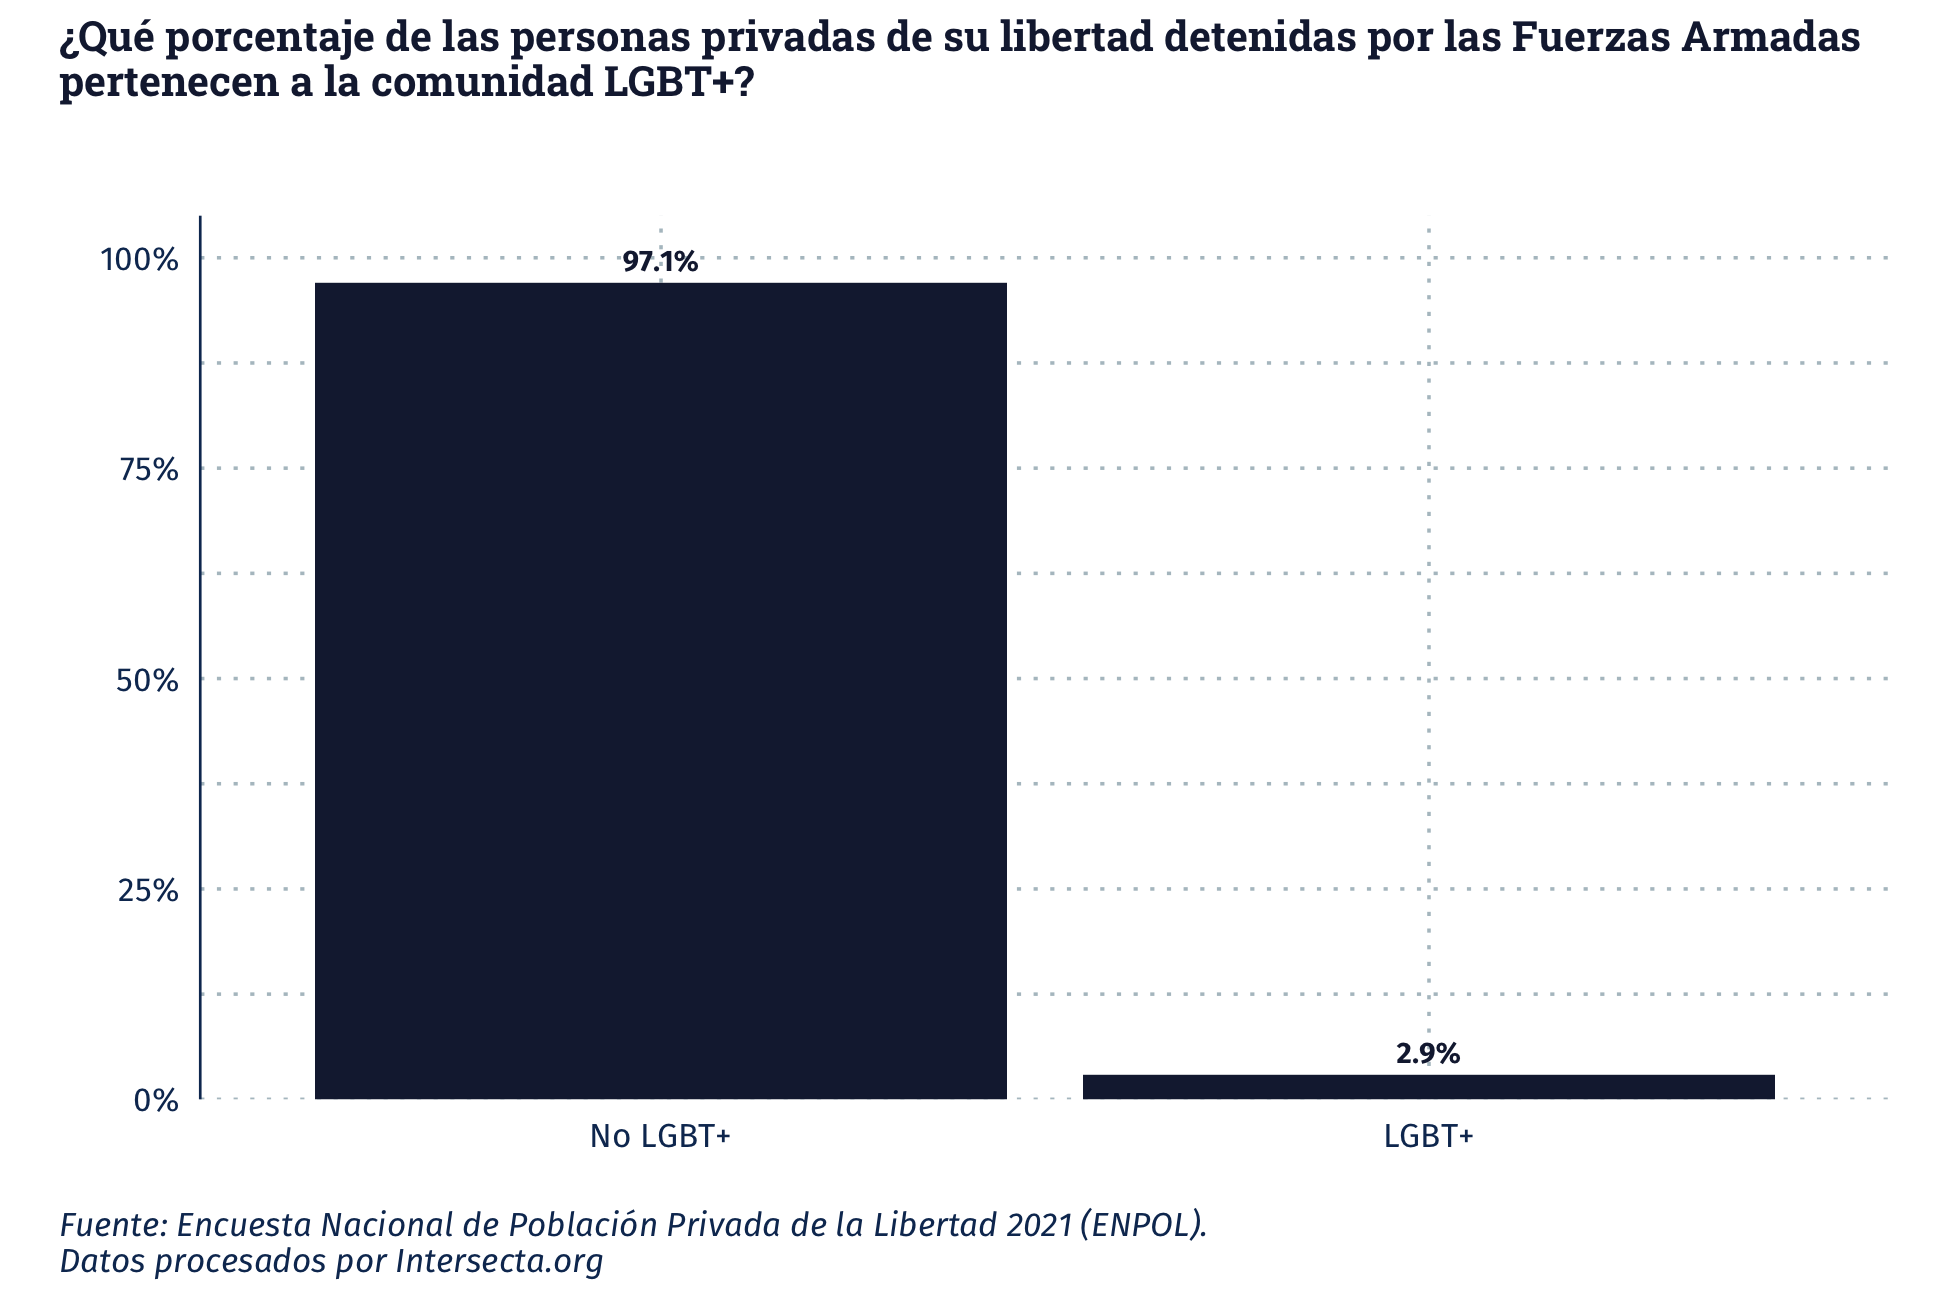 ¿Qué porcentaje de las personas privadas de su libertad detenidas por las Fuerzas Armadas
pertenecen a la comunidad LGBT+?
100%
97.1%
75%
50%
25%
2.9%
0%
No LGBT+
LGBT+
Fuente: Encuesta Nacional de Población Privada de la Libertad 2021 (ENPOL).
Datos procesados por Intersecta.org